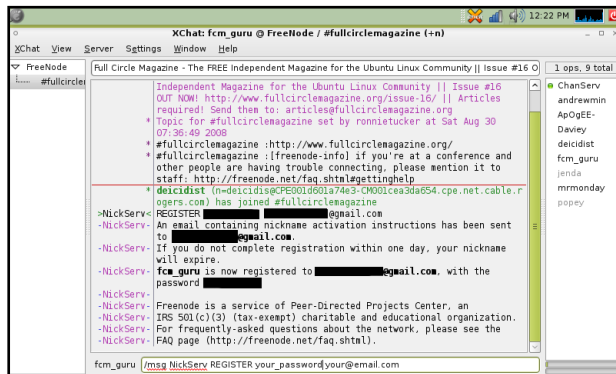 12:22 PM
XChat: fcm_guru @ FreeNode / #fullcirclemagazine (+n)
XChat View Server Settings Window Help
FreeNode
#fullcircler
Full Circle Magazine - The FREE Independent Magazine for the Ubuntu Linux Community || Issue #16 O
1 ops, 9 total
Independent Magazine for the Ubuntu Linux Community || Issue #16
OUT NOW! http://www.fullcirclemagazine.org/issue-16/ || Articles
required! Send them to: articles@fullcirclemagazine.org
* Topic for #fullcirclemagazine set by ronnietucker at Sat Aug 30
07:36:49 2008
* #fullcirclemagazine :http://www.fullcirclemagazine.org/
* #fullcirclemagazine :[freenode-info] if you're at a conference and
other people are having trouble connecting, please mention it to
staff: http://freenode.net/faq.shtml#gettinghelp
* deicidist (n=deicidis@CPE001d601a74e3-CM001cea3da654.cpe.net.cable.r
ogers.com) has joined #fullcirclemagazine
>NickServ< REGISTER @gmail.com
-NickServ- An email containing nickname activation instructions has been sent
to @gmail.com.
-NickServ- If you do not complete registration within one day, your nickname
will expire.
-NickServ- fcm_guru is now registered to @gmail.com, with the
password
-NickServ-
-NickServ- Freenode is a service of Peer-Directed Projects Center, an
-NickServ- IRS 501(c)(3) (tax-exempt) charitable and educational organization.
-NickServ- For frequently-asked questions about the network, please see the
-NickServ- FAQ page (http://freenode.net/faq.shtml).
ChanServ
andrewmin
ApOgEE-
Daviey
deicidist
fcm_guru
jenda
mrmonday
popey
fcm_guru /msg NickServ REGISTER your_password your@email.com